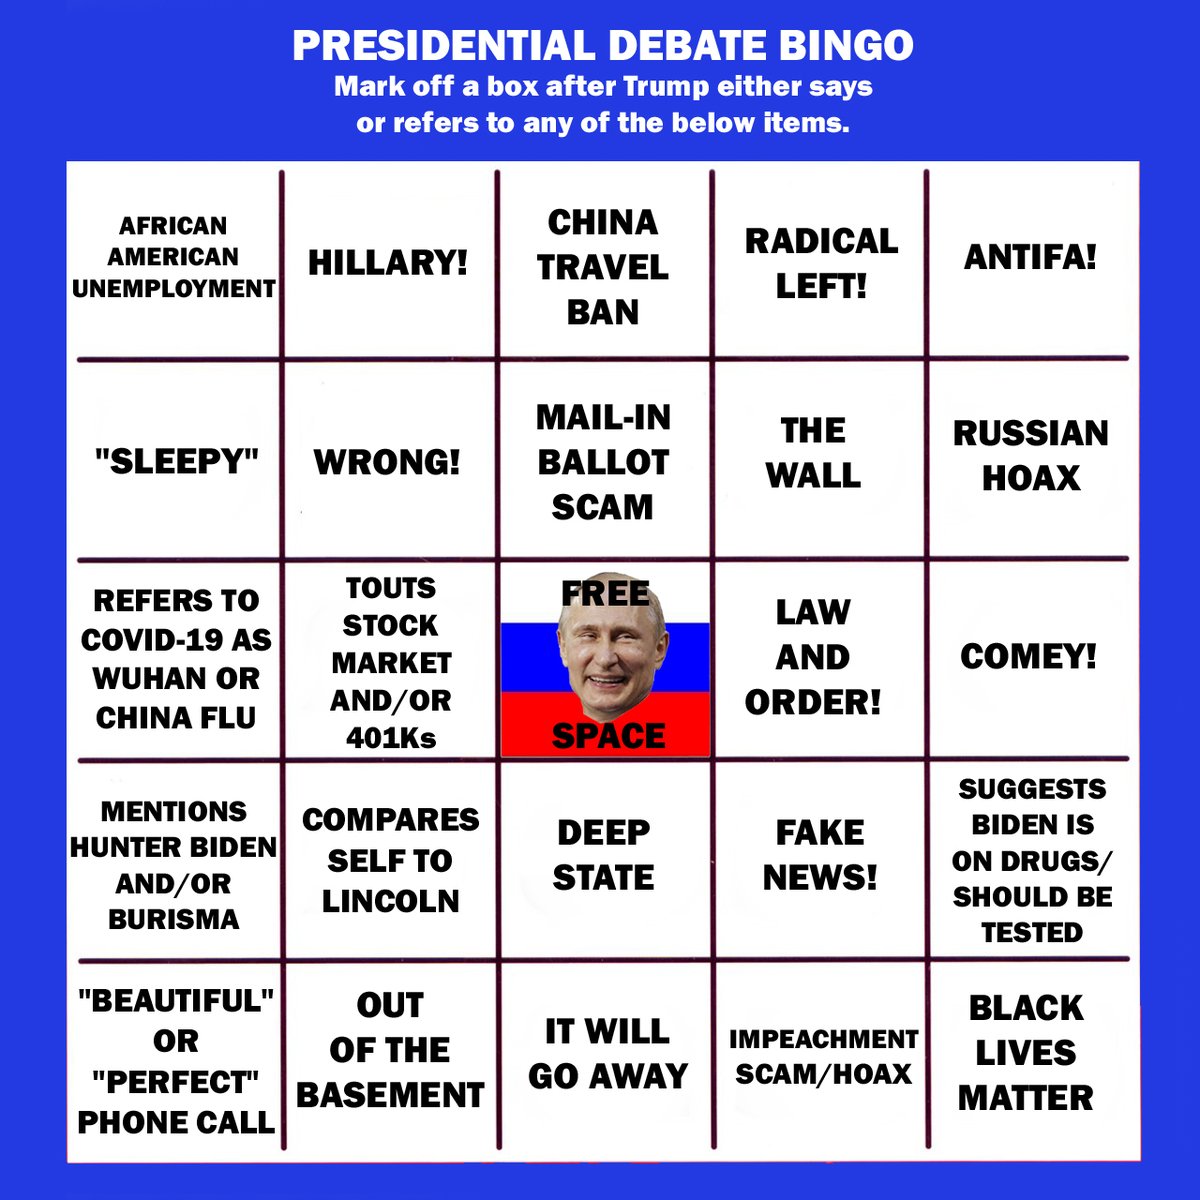 PRESIDENTIAL DEBATE BINGO
Mark off a box after Trump either says
or refers to any of the below items.
AFRICAN
AMERICAN
UNEMPLOYMENT
HILLARY!
CHINA
TRAVEL
BAN
RADICAL
LEFT!
ANTIFA!
"SLEEPY"
WRONG!
MAIL-IN
BALLOT
SCAM
THE
WALL
RUSSIAN
HOAX
REFERS TO
COVID-19 AS
WUHAN OR
CHINA FLU
TOUTS
STOCK
MARKET
AND/OR
401Ks
FREE
SPACE
LAW
AND
ORDER!
COMEY!
MENTIONS
HUNTER BIDEN
AND/OR
BURISMA
COMPARES
SELF TO
LINCOLN
DEEP
STATE
FAKE
NEWS!
SUGGESTS
BIDEN IS
ON DRUGS/
SHOULD BE
TESTED
"BEAUTIFUL"
OR
"PERFECT"
PHONE CALL
OUT
OF THE
BASEMENT
IT WILL
GO AWAY
IMPEACHMENT
SCAM/HOAX
BLACK
LIVES
MATTER